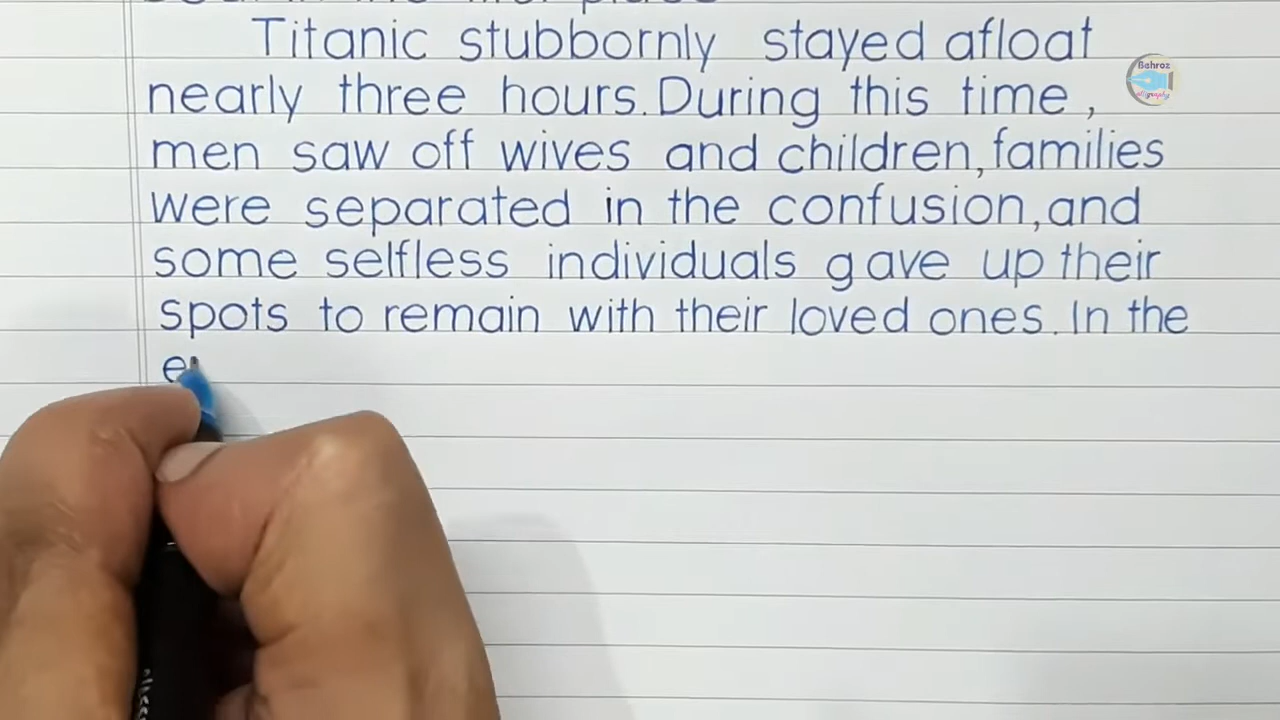 Titanic stubbornly stayed afloat
nearly three hours. During this time,
men saw off wives and children, families
were separated in the confusion, and
some selfless individuals gave up their
spots to remain with their loved ones. In the
e
Bahroz